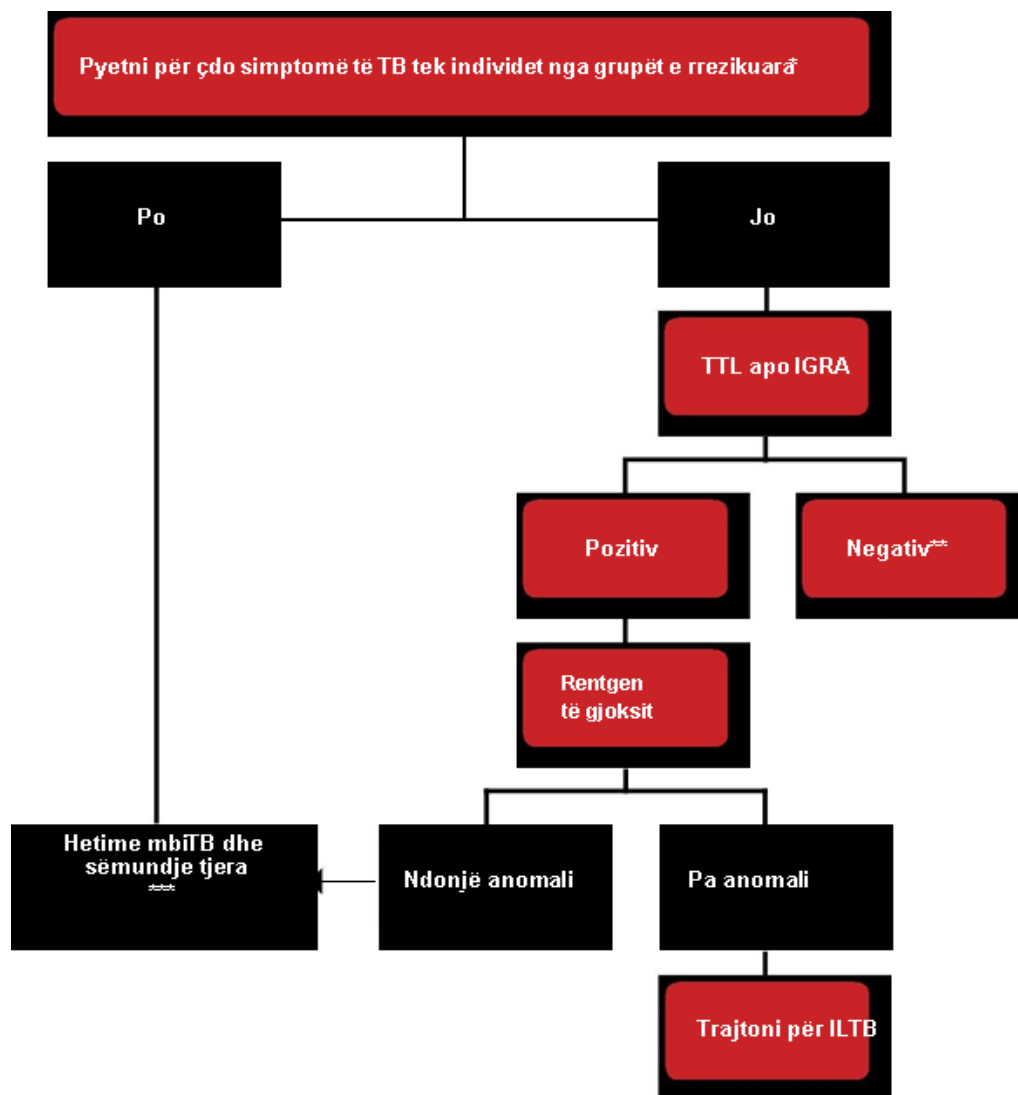 Pyetni për çdo simptomë të TB tek individet nga grupët e rrezikuara*
Po
Jo
TTL apo IGRA
Pozitiv
Negativ**
Rentgen
të gjoksit
Hetime mbiTB dhe
sëmundje tjera
***
Ndonjë anomali
Pa anomali
Trajtoni për ILTB